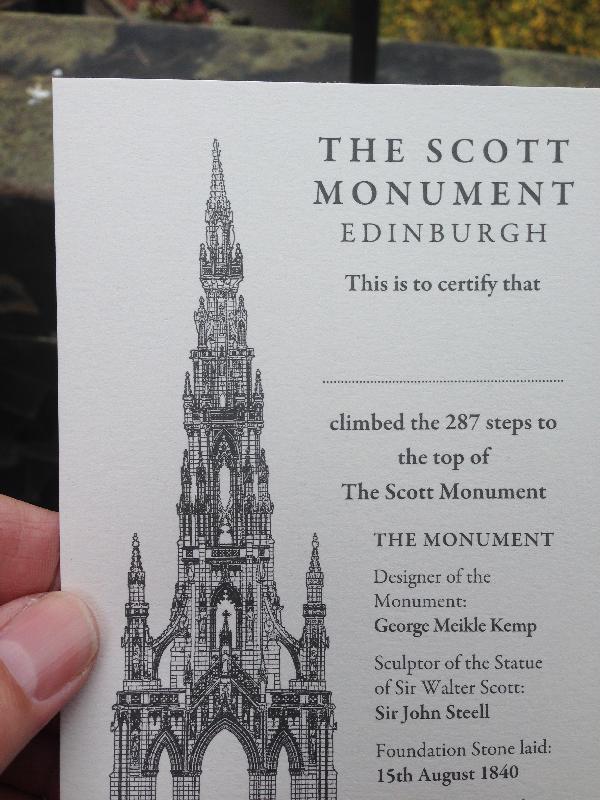 THE SCOTT
MONUMENT
EDINBURGH
This is to certify that
climbed the 287 steps to
the top of
The Scott Monument
THE MONUMENT
Designer of the
Monument:
George Meikle Kemp
Sculptor of the Statue
of Sir Walter Scott:
Sir John Steell
Foundation Stone laid:
15th August 1840